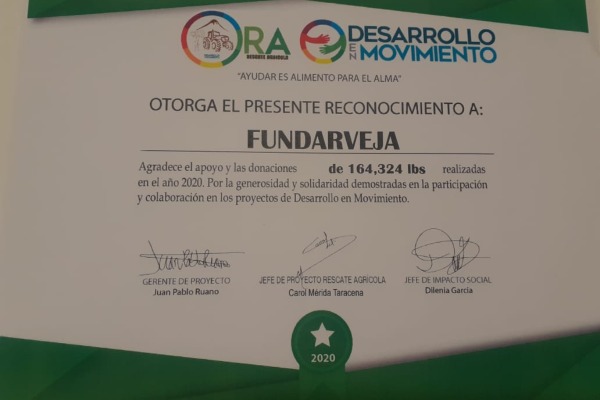 ORA DESARROLLO
RESCATE AGRÍCOLA
EN MOVIMIENTO
"AYUDAR ES ALIMENTO PARA EL ALMA"
OTORGA EL PRESENTE RECONOCIMIENTO A:
FUNDARVEJA
Agradece el apoyo y las donaciones de 164,324 lbs realizadas
en el año 2020. Por la generosidad y solidaridad demostradas en la participación
y colaboración en los proyectos de Desarrollo en Movimiento.
GERENTE DE PROYECTO
Juan Pablo Ruano
JEFE DE PROYECTO RESCATE AGRÍCOLA
Carol Mérida Taracena
JEFE DE IMPACTO SOCIAL
Dilenia García
2020